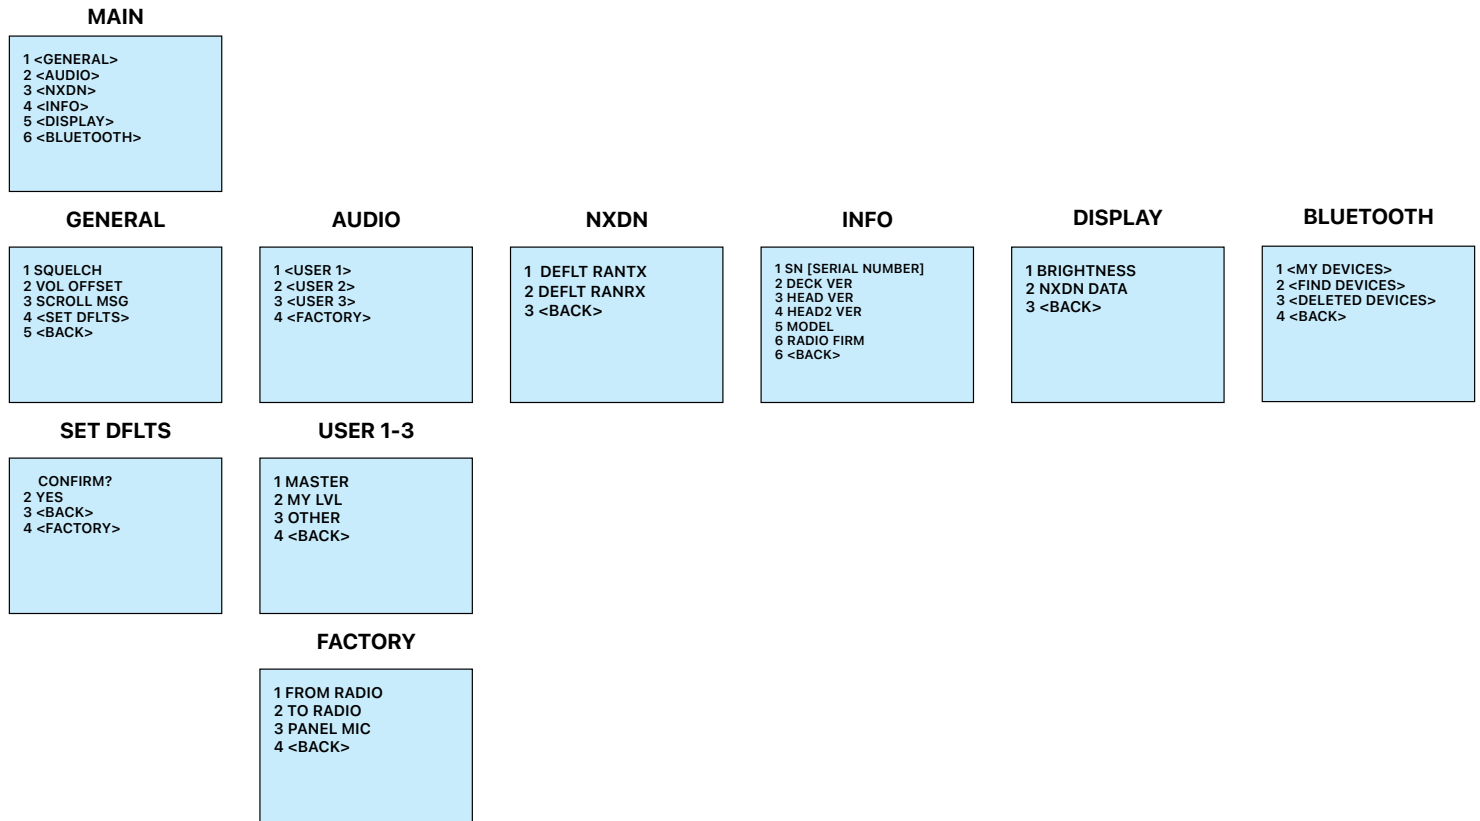 MAIN
1 <GENERAL>
2 <AUDIO>
3 <NXDN>
4 <INFO>
5 <DISPLAY>
6 <BLUETOOTH>
GENERAL
1 SQUELCH
2 VOL OFFSET
3 SCROLL MSG
4 <SET DFLTS>
5 <BACK>
AUDIO
1 <USER 1>
2 <USER 2>
3 <USER 3>
4 <FACTORY>
NXDN
1 DEFLT RANTX
2 DEFLT RANRX
3 <BACK>
INFO
1 SN [SERIAL NUMBER]
2 DECK VER
3 HEAD VER
4 HEAD2 VER
5 MODEL
6 RADIO FIRM
6 <BACK>
DISPLAY
1 BRIGHTNESS
2 NXDN DATA
3 <BACK>
BLUETOOTH
1 <MY DEVICES>
2 <FIND DEVICES>
3 <DELETED DEVICES>
4 <BACK>
SET DFLTS
CONFIRM?
2 YES
3 <BACK>
4 <FACTORY>
USER 1-3
1 MASTER
2 MY LVL
3 OTHER
4 <BACK>
FACTORY
1 FROM RADIO
2 TO RADIO
3 PANEL MIC
4 <BACK>